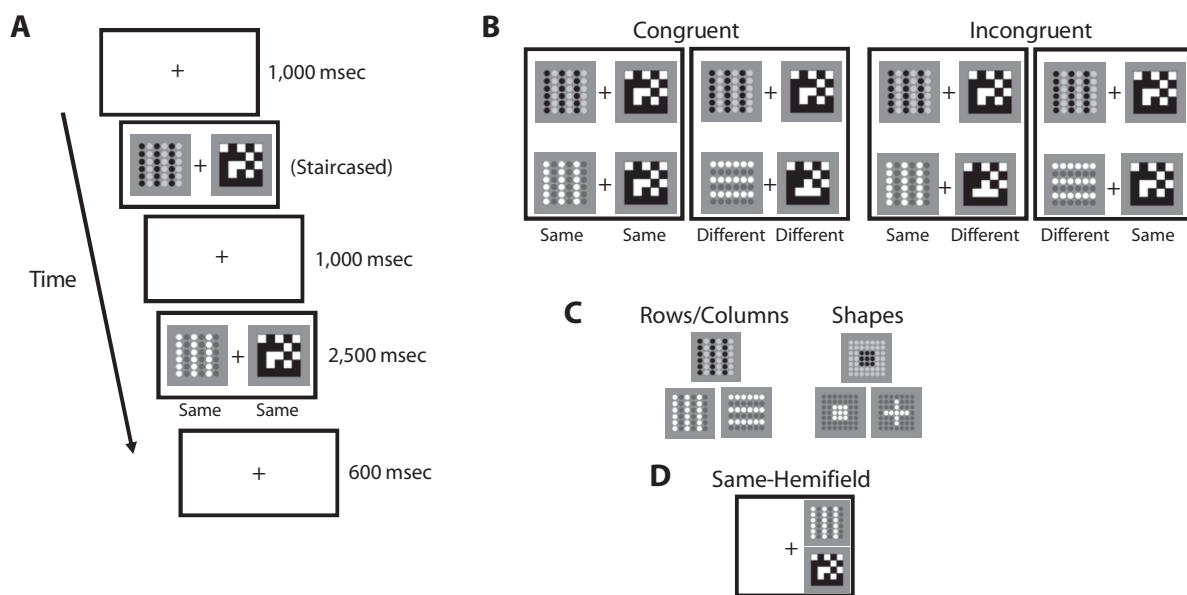 A
+
1,000 msec
+
(Staircased)
+
1,000 msec
Time
+
2,500 msec
Same Same
+
600 msec
B
Congruent Incongruent
+ + + +
+ + + +
Same Same Different Different Same Different Different Same
C
Rows/Columns Shapes
D
Same-Hemifield
+